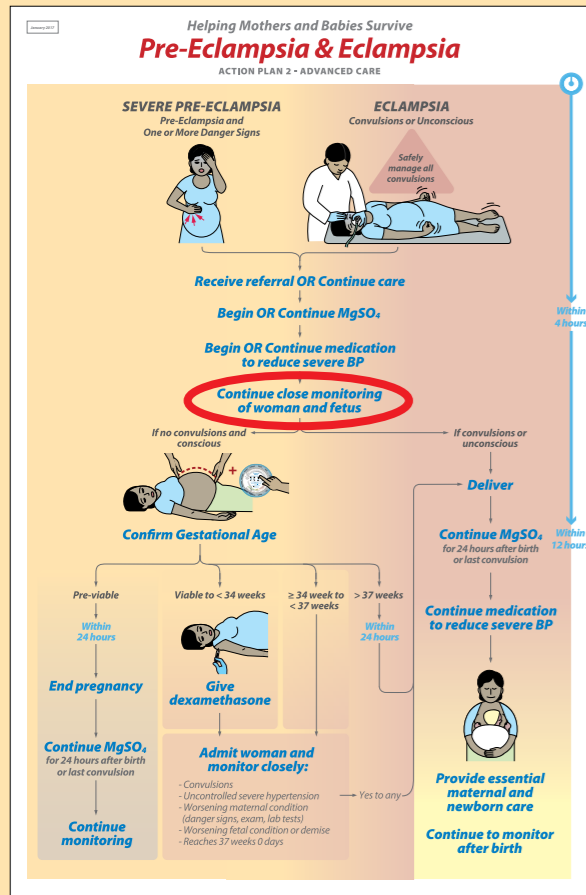 January 2017
Helping Mothers and Babies Survive
Pre-Eclampsia & Eclampsia
ACTION PLAN 2 - ADVANCED CARE
SEVERE PRE-ECLAMPSIA
Pre-Eclampsia and
One or More Danger Signs
ECLAMPSIA
Convulsions or Unconscious
Safely
manage all
convulsions
Receive referral OR Continue care
Begin OR Continue MgSO₄
Within
4 hours
Begin OR Continue medication
to reduce severe BP
Continue close monitoring
of woman and fetus
If no convulsions and
conscious
If convulsions or
unconscious
+
Confirm Gestational Age
Deliver
Continue MgSO₄
for 24 hours after birth
or last convulsion
Within
12 hours
Continue medication
to reduce severe BP
Pre-viable
Within
24 hours
End pregnancy
Continue MgSO₄
for 24 hours after birth
or last convulsion
Continue
monitoring
Viable to < 34 weeks
Give
dexamethasone
≥ 34 week to
< 37 weeks
> 37 weeks
Within
24 hours
Admit woman and
monitor closely:
- Convulsions
- Uncontrolled severe hypertension
- Worsening maternal condition
(danger signs, exam, lab tests)
- Worsening fetal condition or demise
- Reaches 37 weeks 0 days
Yes to any
Provide essential
maternal and
newborn care
Continue to monitor
after birth